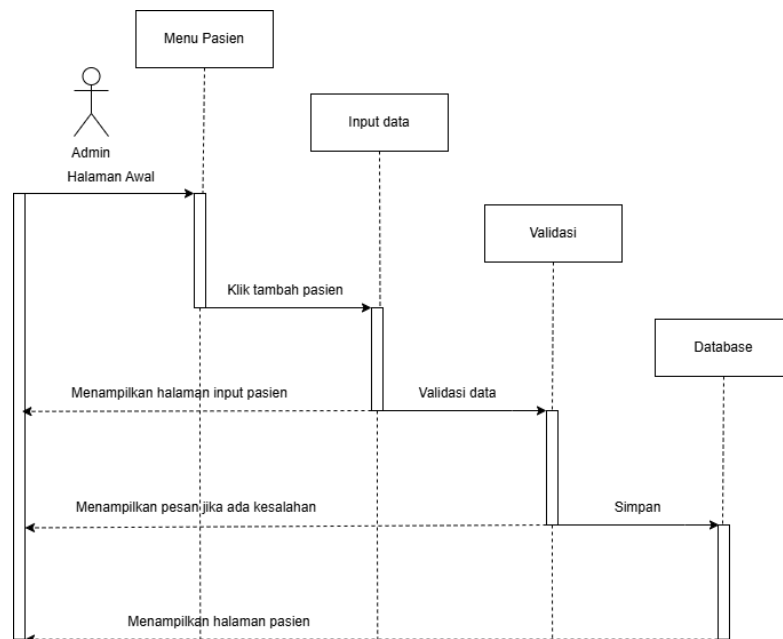 Menu Pasien
Input data
Admin
Halaman Awal
Validasi
Klik tambah pasien
Database
Menampilkan halaman input pasien
Validasi data
Menampilkan pesan jika ada kesalahan
Simpan
Menampilkan halaman pasien